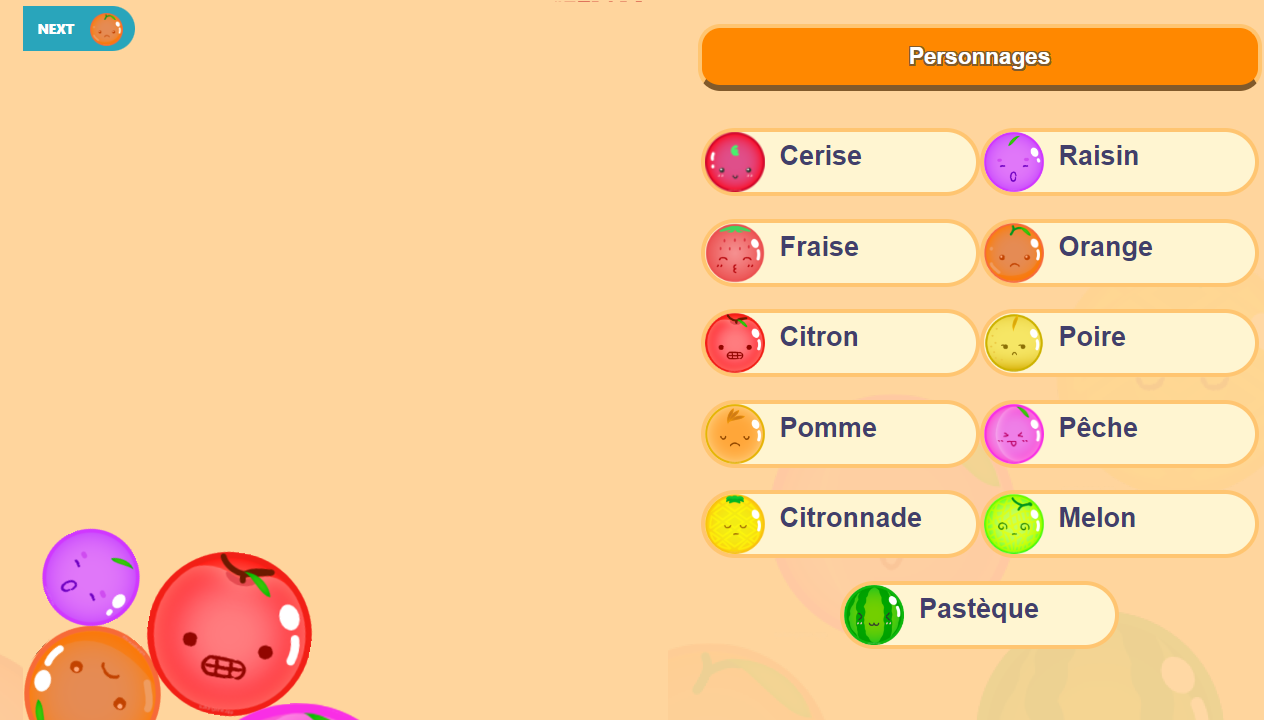 NEXT
Personnages
Cerise
Raisin
Fraise
Orange
Citron
Poire
Pomme
Pêche
Citronnade
Melon
Pastèque